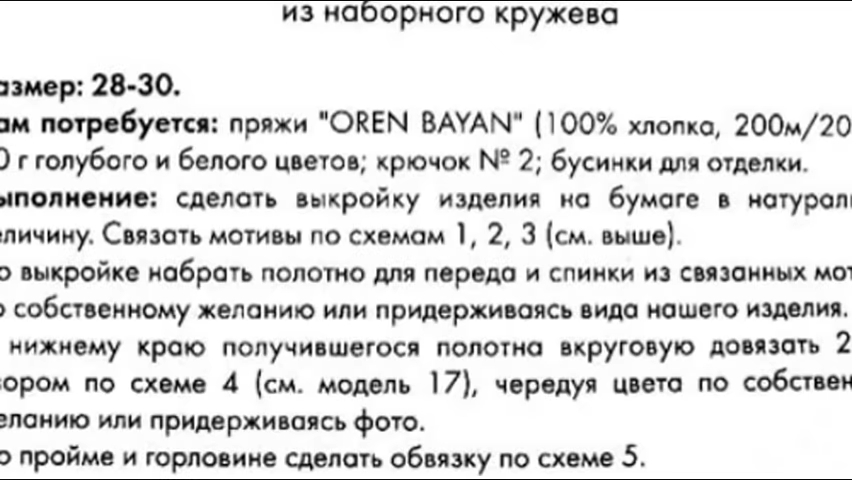 из наборного кружева
азмер: 28-30.
ам потребуется: пряжи "OREN BAYAN" (100% хлопка, 200м/20
0 г голубого и белого цветов; крючок № 2; бусинки для отделки.
ыполнение: сделать выкройку изделия на бумаге в натурал
еличину. Связать мотивы по схемам 1, 2, 3 (см. выше).
о выкройке набрать полотно для переда и спинки из связанных мот
о собственному желанию или придерживаясь вида нашего изделия.
нижнему краю получившегося полотна вкруговую довязать 2
зором по схеме 4 (см. модель 17), чередуя цвета по собствен
еланию или придерживаясь фото.
о пройме и горловине сделать обвязку по схеме 5.